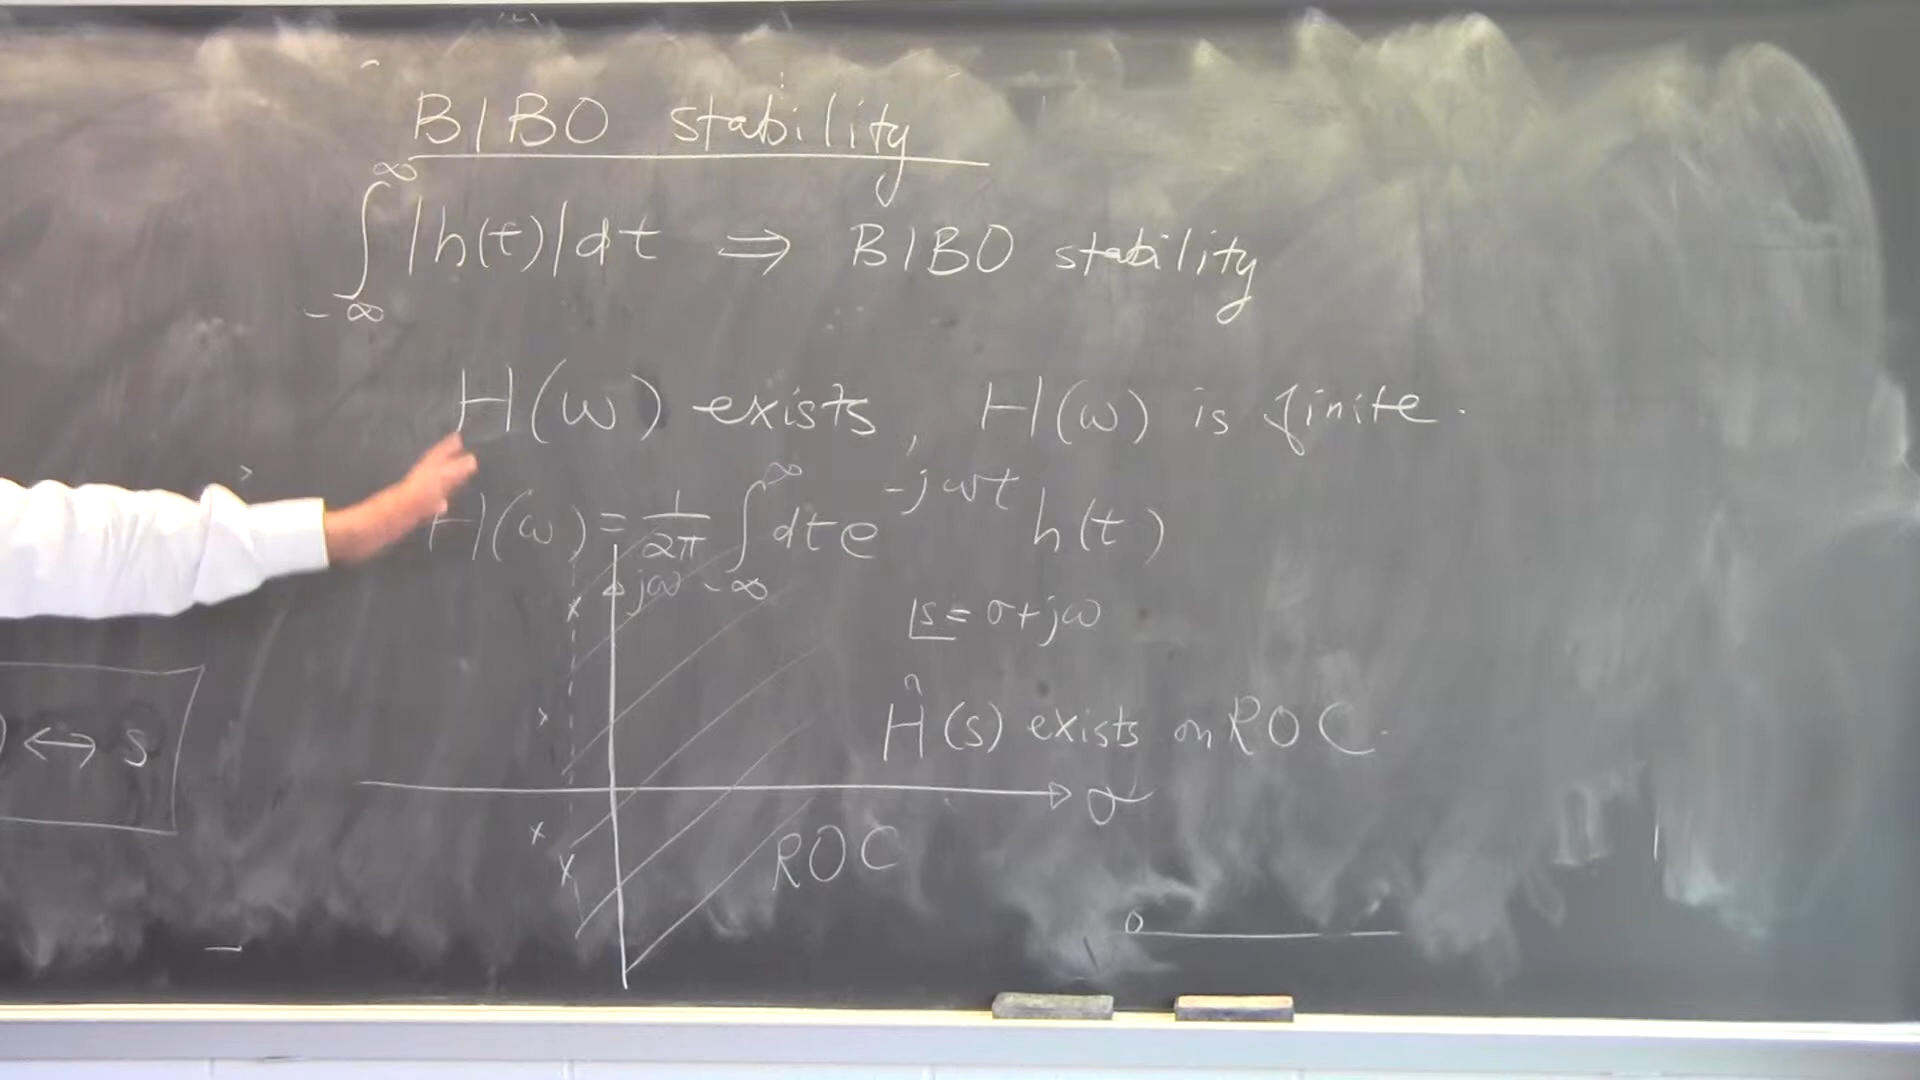 BIBO stability
∫_{-∞}^{∞} |h(t)|dt ⇒ BIBO stability
H(ω) exists, H(ω) is finite.
H(ω) = 1/2π ∫_{-∞}^{∞} dt e^{-jωt} h(t)
jω
s = σ+jω
Ĥ(s) exists on ROC.
) ↔ s
σ
ROC